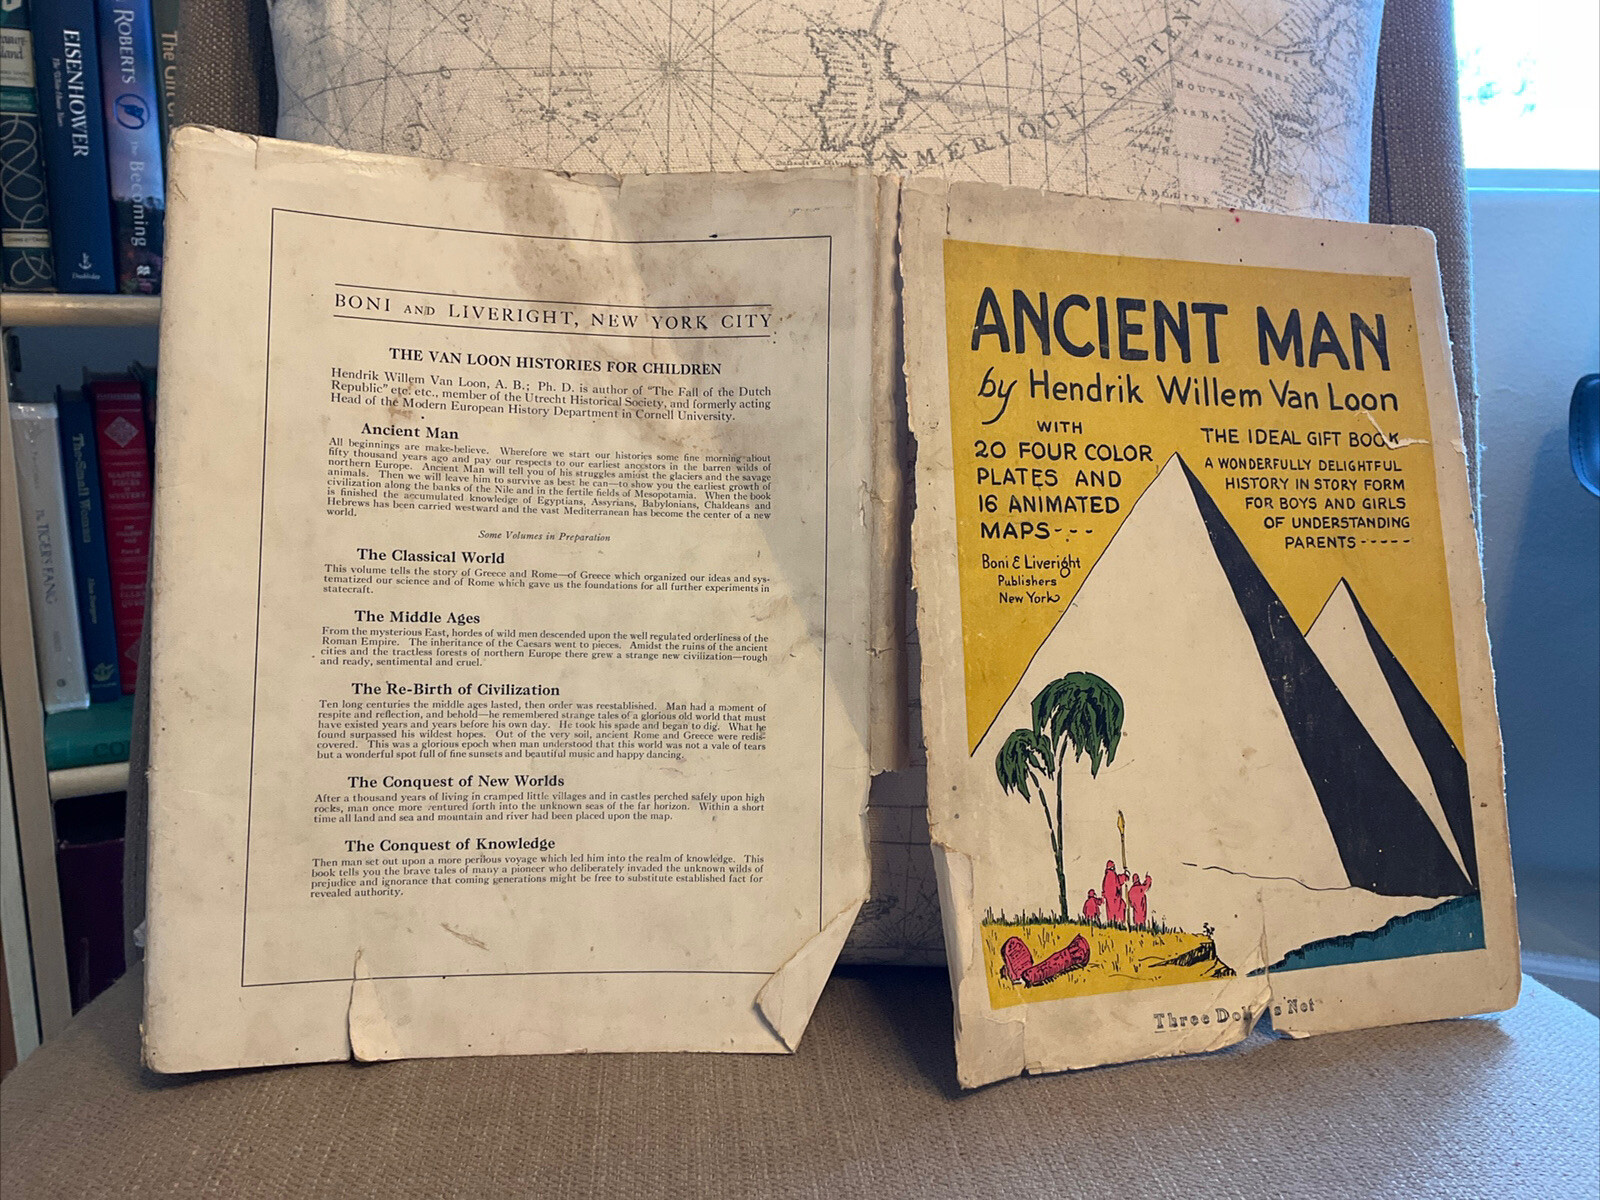 EISENHOWER
ROBERTS
The Becoming
The Girl
AMERIQUE SEPTENT
BONI AND LIVERIGHT, NEW YORK CITY
THE VAN LOON HISTORIES FOR CHILDREN
Hendrik Willem Van Loon, A. B.; Ph. D. is author of "The Fall of the Dutch
Republic" etc. etc., member of the Utrecht Historical Society, and formerly acting
Head of the Modern European History Department in Cornell University.
Ancient Man
All beginnings are make-believe. Wherefore we start our histories some fine morning about
fifty thousand years ago and pay our respects to our earliest ancestors in the barren wilds of
northern Europe. Ancient Man will tell you of his struggles amidst the glaciers and the savage
animals. Then we will leave him to survive as best he can—to show you the earliest growth of
civilization along the banks of the Nile and in the fertile fields of Mesopotamia. When the book
is finished the accumulated knowledge of Egyptians, Assyrians, Babylonians, Chaldeans and
Hebrews has been carried westward and the vast Mediterranean has become the center of a new
world.
Some Volumes in Preparation
The Classical World
This volume tells the story of Greece and Rome—of Greece which organized our ideas and sys-
tematized our science and of Rome which gave us the foundations for all further experiments in
statecraft.
The Middle Ages
From the mysterious East, hordes of wild men descended upon the well regulated orderliness of the
Roman Empire. The inheritance of the Caesars went to pieces. Amidst the ruins of the ancient
cities and the tractless forests of northern Europe there grew a strange new civilization—rough
and ready, sentimental and cruel.
The Re-Birth of Civilization
Ten long centuries the middle ages lasted, then order was reestablished. Man had a moment of
respite and reflection, and behold—he remembered strange tales of a glorious old world that must
have existed years and years before his own day. He took his spade and began to dig. What he
found surpassed his wildest hopes. Out of the very soil, ancient Rome and Greece were redis-
covered. This was a glorious epoch when man understood that this world was not a vale of tears
but a wonderful spot full of fine sunsets and beautiful music and happy dancing.
The Conquest of New Worlds
After a thousand years of living in cramped little villages and in castles perched safely upon high
rocks, man once more ventured forth into the unknown seas of the far horizon. Within a short
time all land and sea and mountain and river had been placed upon the map.
The Conquest of Knowledge
Then man set out upon a more perilous voyage which led him into the realm of knowledge. This
book tells you the brave tales of many a pioneer who deliberately invaded the unknown wilds of
prejudice and ignorance that coming generations might be free to substitute established fact for
revealed authority.
ANCIENT MAN
by Hendrik Willem Van Loon
WITH
20 FOUR COLOR
PLATES AND
16 ANIMATED
MAPS---
Boni & Liveright
Publishers
New York
THE IDEAL GIFT BOOK
A WONDERFULLY DELIGHTFUL
HISTORY IN STORY FORM
FOR BOYS AND GIRLS
OF UNDERSTANDING
PARENTS-----
Three Dol s Net
The Small Woman
TIGER'S FANG